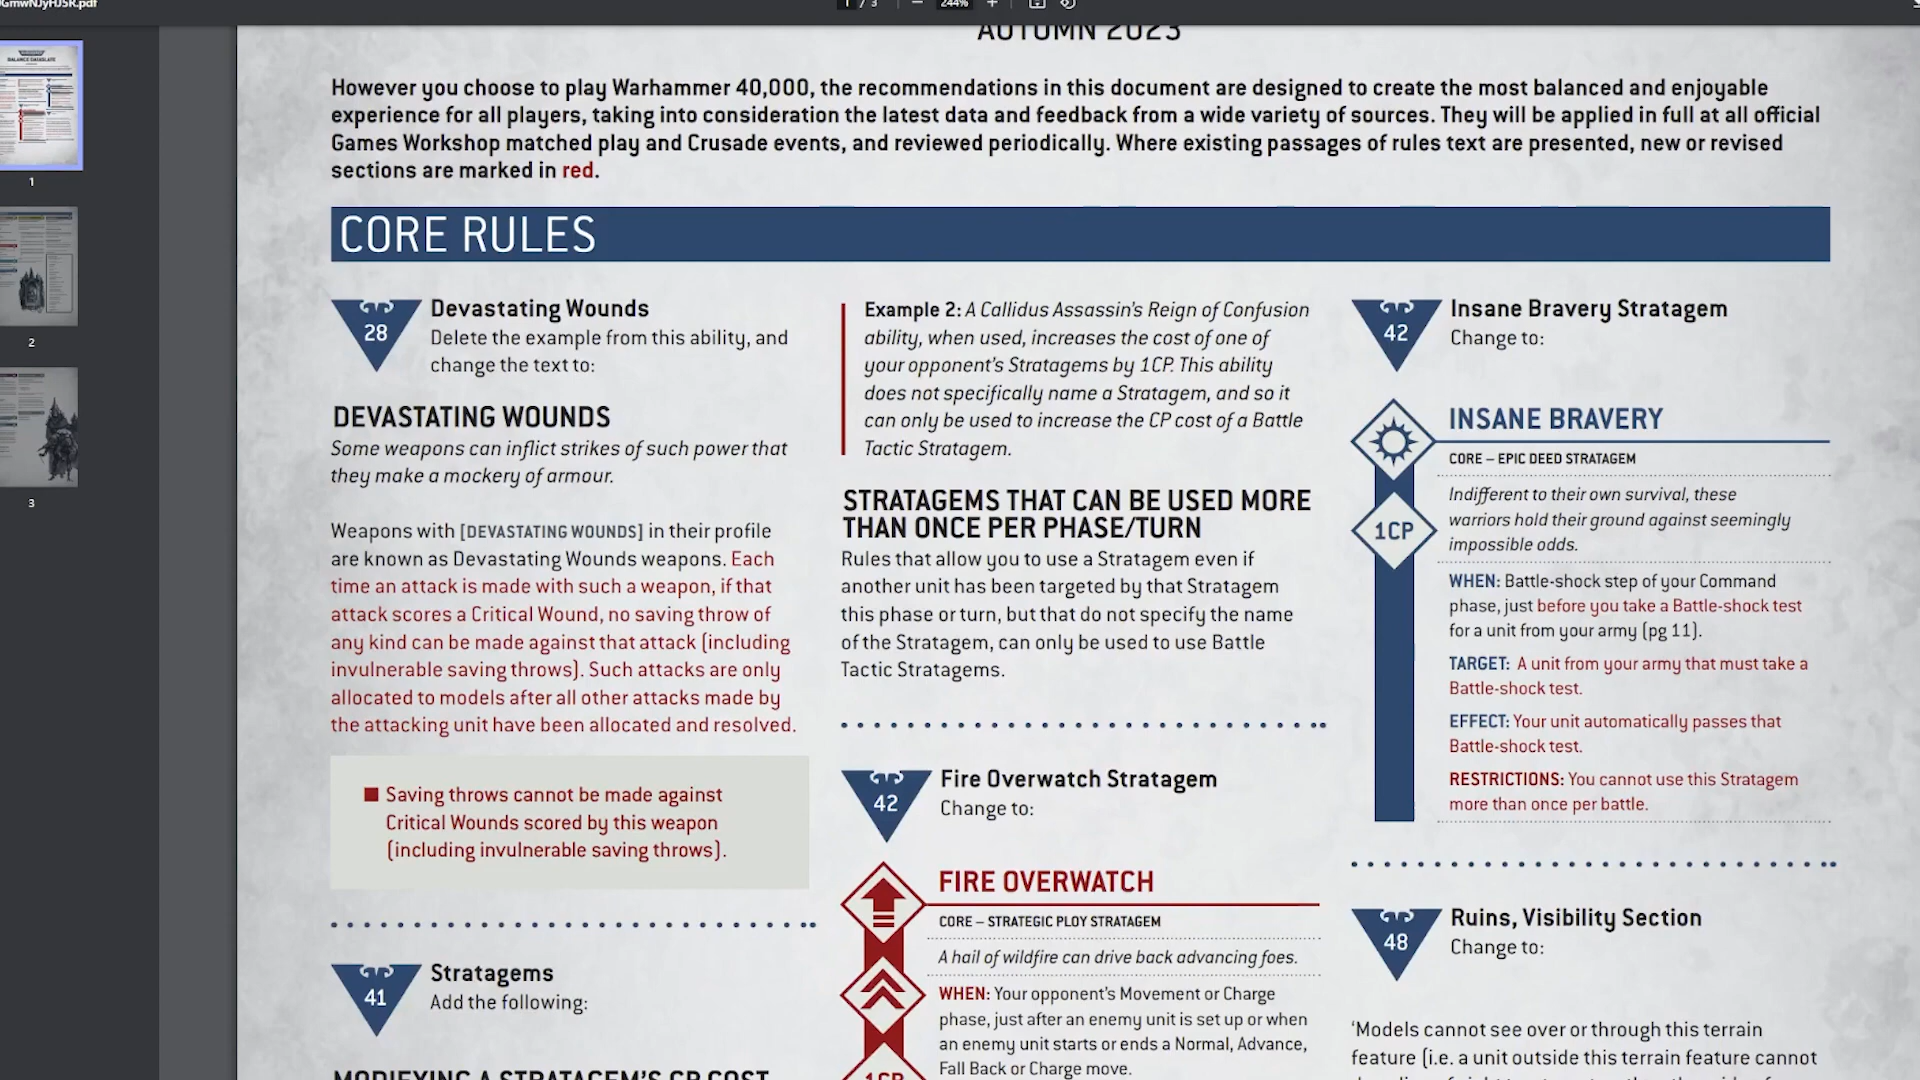 GmwNJyHJSR.pdf
1 / 3
244%
AUTUMN 2023
However you choose to play Warhammer 40,000, the recommendations in this document are designed to create the most balanced and enjoyable
experience for all players, taking into consideration the latest data and feedback from a wide variety of sources. They will be applied in full at all official
Games Workshop matched play and Crusade events, and reviewed periodically. Where existing passages of rules text are presented, new or revised
sections are marked in red.
CORE RULES
28
Devastating Wounds
Delete the example from this ability, and
change the text to:
DEVASTATING WOUNDS
Some weapons can inflict strikes of such power that
they make a mockery of armour.
Weapons with [DEVASTATING WOUNDS] in their profile
are known as Devastating Wounds weapons. Each
time an attack is made with such a weapon, if that
attack scores a Critical Wound, no saving throw of
any kind can be made against that attack (including
invulnerable saving throws). Such attacks are only
allocated to models after all other attacks made by
the attacking unit have been allocated and resolved.
Saving throws cannot be made against
Critical Wounds scored by this weapon
(including invulnerable saving throws).
41
Stratagems
Add the following:
MODIFYING A STRATAGEM'S CP COST
Example 2: A Callidus Assassin's Reign of Confusion
ability, when used, increases the cost of one of
your opponent's Stratagems by 1CP. This ability
does not specifically name a Stratagem, and so it
can only be used to increase the CP cost of a Battle
Tactic Stratagem.
STRATAGEMS THAT CAN BE USED MORE
THAN ONCE PER PHASE/TURN
Rules that allow you to use a Stratagem even if
another unit has been targeted by that Stratagem
this phase or turn, but that do not specify the name
of the Stratagem, can only be used to use Battle
Tactic Stratagems.
42
Fire Overwatch Stratagem
Change to:
FIRE OVERWATCH
CORE – STRATEGIC PLOY STRATAGEM
A hail of wildfire can drive back advancing foes.
WHEN: Your opponent's Movement or Charge
phase, just after an enemy unit is set up or when
an enemy unit starts or ends a Normal, Advance,
Fall Back or Charge move.
1CP
42
Insane Bravery Stratagem
Change to:
INSANE BRAVERY
CORE – EPIC DEED STRATAGEM
1CP
Indifferent to their own survival, these
warriors hold their ground against seemingly
impossible odds.
WHEN: Battle-shock step of your Command
phase, just before you take a Battle-shock test
for a unit from your army (pg 11).
TARGET: A unit from your army that must take a
Battle-shock test.
EFFECT: Your unit automatically passes that
Battle-shock test.
RESTRICTIONS: You cannot use this Stratagem
more than once per battle.
48
Ruins, Visibility Section
Change to:
'Models cannot see over or through this terrain
feature (i.e. a unit outside this terrain feature cannot
1
2
3